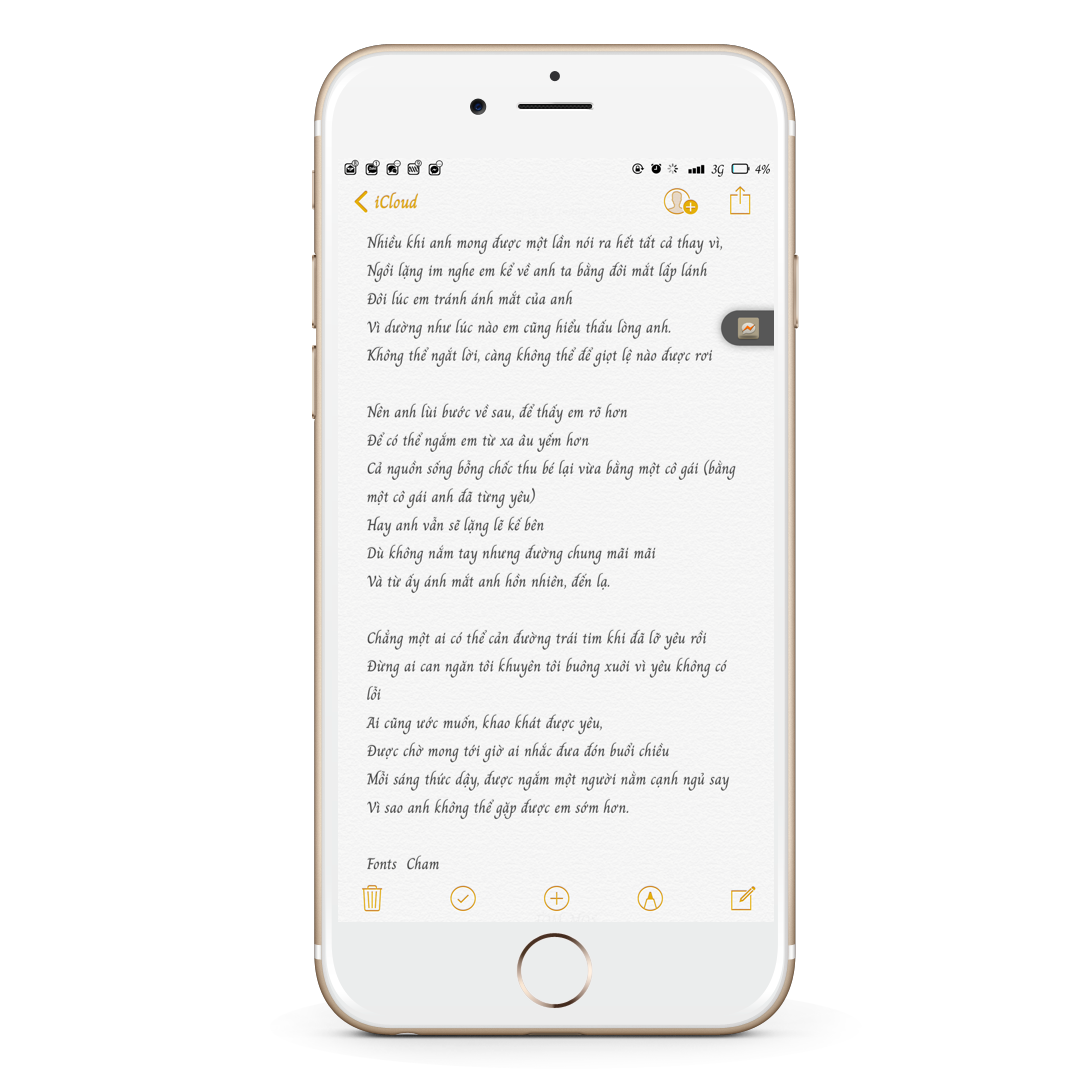 3G 4%
iCloud
Nhiều khi anh mong được một lần nói ra hết tất cả thay vì,
Ngồi lặng im nghe em kể về anh ta bằng đôi mắt lấp lánh
Đôi lúc em tránh ánh mắt của anh
Vì dường như lúc nào em cũng hiểu thấu lòng anh.
Không thể ngắt lời, càng không thể để giọt lệ nào được rơi
Nên anh lùi bước về sau, để thấy em rõ hơn
Để có thể ngắm em từ xa âu yếm hơn
Cả nguồn sống bỗng chốc thu bé lại vừa bằng một cô gái (bằng
một cô gái anh đã từng yêu)
Hay anh vẫn sẽ lặng lẽ kế bên
Dù không nắm tay nhưng đường chung mãi mãi
Và từ ấy ánh mắt anh hồn nhiên, đến lạ.
Chẳng một ai có thể cản đường trái tim khi đã lỡ yêu rồi
Đừng ai can ngăn tôi khuyên tôi buông xuôi vì yêu không có
lỗi
Ai cũng ước muốn, khao khát được yêu,
Được chờ mong tới giờ ai nhắc đưa đón buổi chiều
Mỗi sáng thức dậy, được ngắm một người nằm cạnh ngủ say
Vì sao anh không thể gặp được em sớm hơn.
Fonts Cham